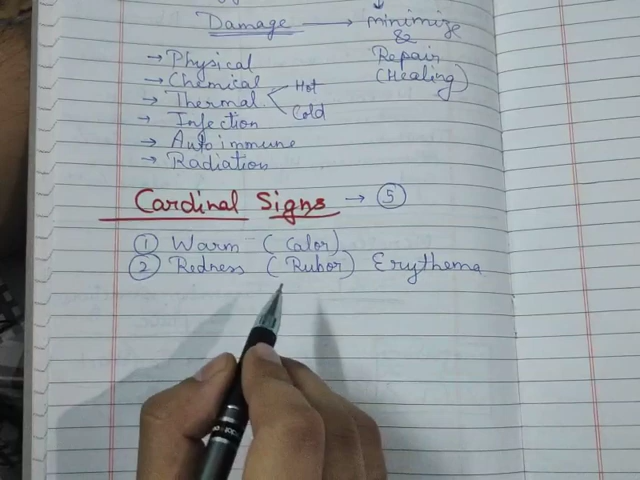 Damage → minimize
&
→ Physical Repair
→ Chemical (Healing)
→ Thermal < Hot
Cold
→ Infection
→ Autoimmune
→ Radiation
Cardinal Signs → ⑤
① Warm (Calor)
② Redness (Rubor) Erythema